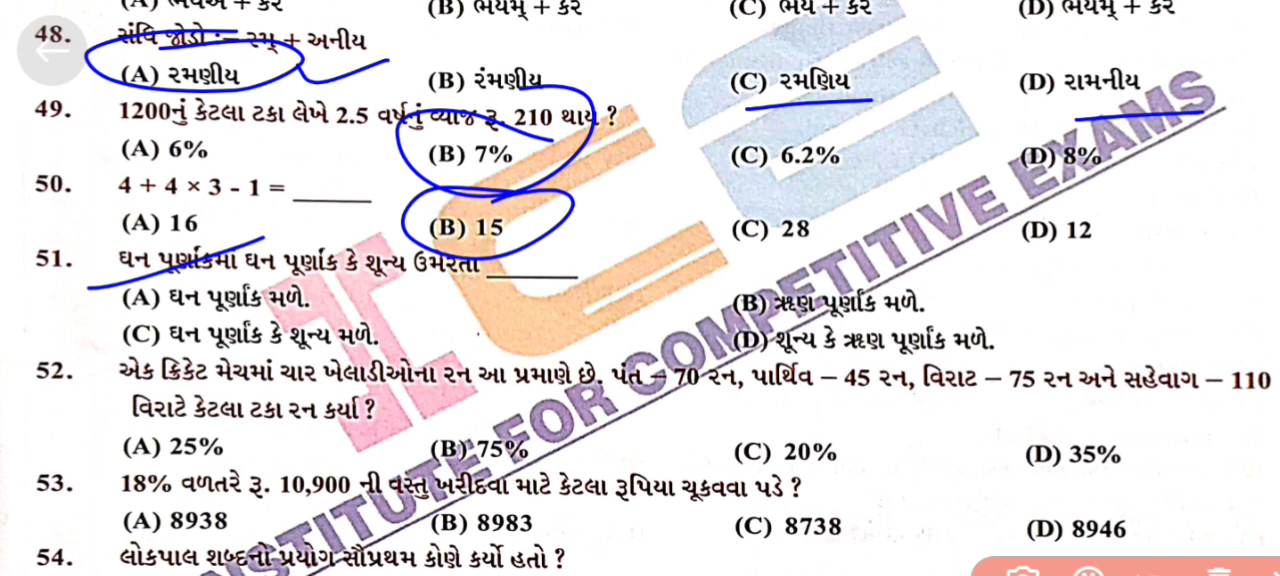 (B) ભયમ્ + કર (C) ભય + કર (D) ભયમ્ + કર
48. સંધિ જોડો :– રમ્ + અનીય
(A) રમણીય (B) રંમણીય (C) રમણિય (D) રામનીય
49. 1200નું કેટલા ટકા લેખે 2.5 વર્ષનું વ્યાજ રૂ. 210 થાય ?
(A) 6% (B) 7% (C) 6.2% (D) 8%
50. 4 + 4 × 3 - 1 = ______
(A) 16 (B) 15 (C) 28 (D) 12
51. ઘન પૂર્ણાંકમાં ઘન પૂર્ણાંક કે શૂન્ય ઉમેરતા ______
(A) ઘન પૂર્ણાંક મળે. (B) ઋણ પૂર્ણાંક મળે.
(C) ઘન પૂર્ણાંક કે શૂન્ય મળે. (D) શૂન્ય કે ઋણ પૂર્ણાંક મળે.
52. એક ક્રિકેટ મેચમાં ચાર ખેલાડીઓના રન આ પ્રમાણે છે. પંત – 70 રન, પાર્થિવ – 45 રન, વિરાટ – 75 રન અને સહેવાગ – 110
વિરાટે કેટલા ટકા રન કર્યા ?
(A) 25% (B) 75% (C) 20% (D) 35%
53. 18% વળતરે રૂ. 10,900 ની વસ્તુ ખરીદવા માટે કેટલા રૂપિયા ચૂકવવા પડે ?
(A) 8938 (B) 8983 (C) 8738 (D) 8946
54. લોકપાલ શબ્દનો પ્રયોગ સૌપ્રથમ કોણે કર્યો હતો ?
ICE
INSTITUTE FOR COMPETITIVE EXAMS